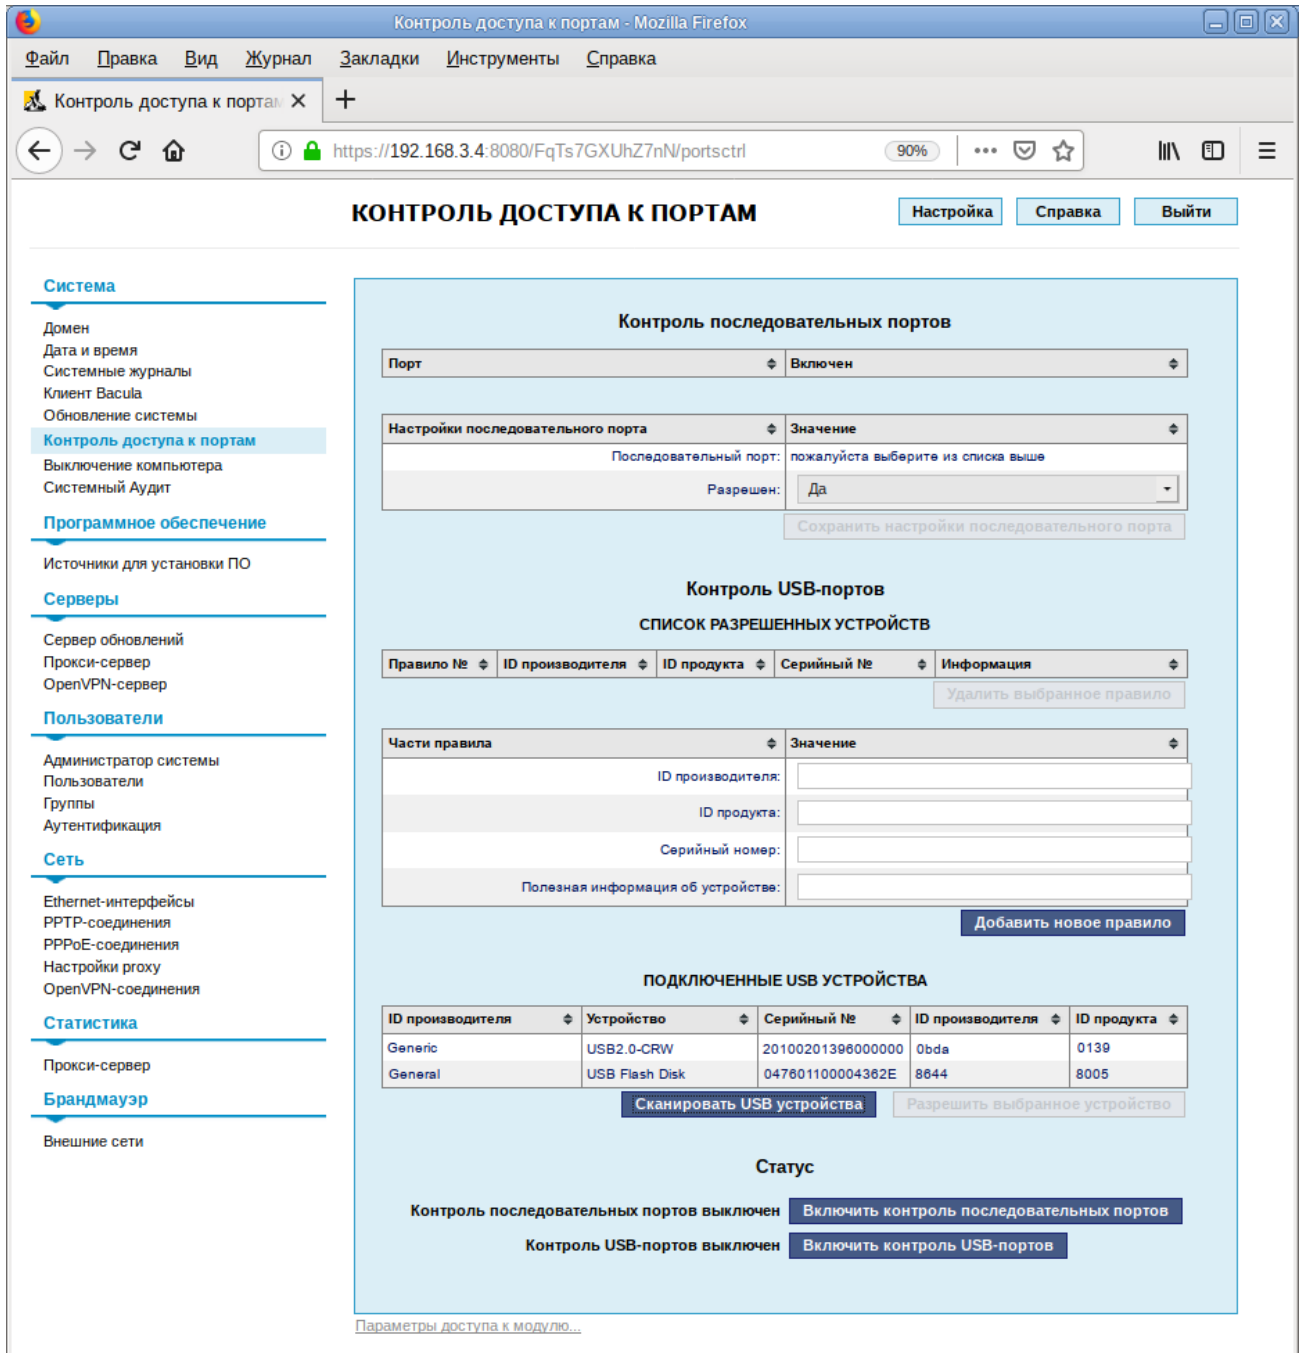 Контроль доступа к портам - Mozilla Firefox
Файл Правка Вид Журнал Закладки Инструменты Справка
Контроль доступа к портам
https://192.168.3.4:8080/FqTs7GXUhZ7nN/portsctrl 90%
КОНТРОЛЬ ДОСТУПА К ПОРТАМ
Настройка Справка Выйти
Система
Домен
Дата и время
Системные журналы
Клиент Bacula
Обновление системы
Контроль доступа к портам
Выключение компьютера
Системный Аудит
Программное обеспечение
Источники для установки ПО
Серверы
Сервер обновлений
Прокси-сервер
OpenVPN-сервер
Пользователи
Администратор системы
Пользователи
Группы
Аутентификация
Сеть
Ethernet-интерфейсы
PPTP-соединения
PPPoE-соединения
Настройки proxy
OpenVPN-соединения
Статистика
Прокси-сервер
Брандмауэр
Внешние сети
Контроль последовательных портов
Порт Включен
Настройки последовательного порта Значение
Последовательный порт: пожалуйста выберите из списка выше
Разрешен: Да
Сохранить настройки последовательного порта
Контроль USB-портов
СПИСОК РАЗРЕШЕННЫХ УСТРОЙСТВ
Правило № ID производителя ID продукта Серийный № Информация
Удалить выбранное правило
Части правила Значение
ID производителя:
ID продукта:
Серийный номер:
Полезная информация об устройстве:
Добавить новое правило
ПОДКЛЮЧЕННЫЕ USB УСТРОЙСТВА
ID производителя Устройство Серийный № ID производителя ID продукта
Generic USB2.0-CRW 20100201396000000 0bda 0139
General USB Flash Disk 047601100004362E 8644 8005
Сканировать USB устройства Разрешить выбранное устройство
Статус
Контроль последовательных портов выключен Включить контроль последовательных портов
Контроль USB-портов выключен Включить контроль USB-портов
Параметры доступа к модулю...